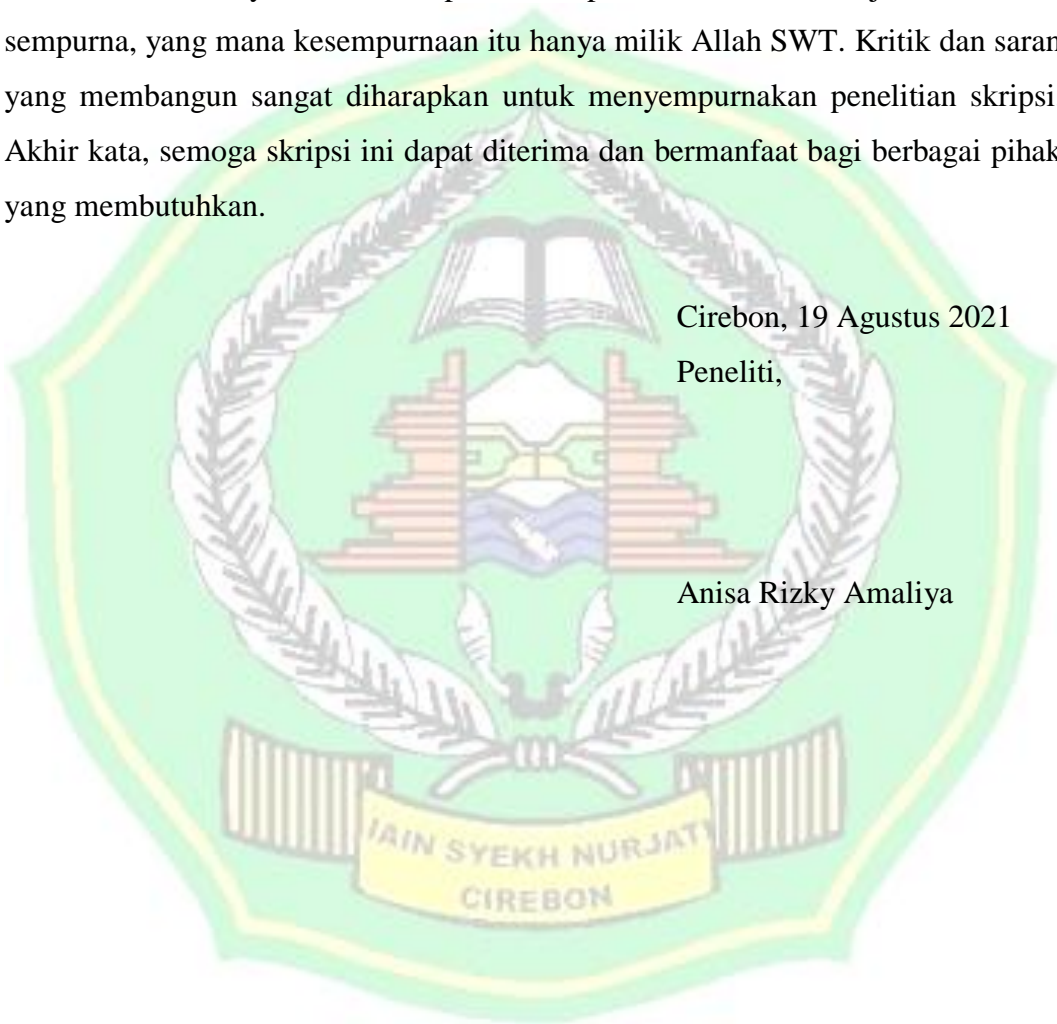 sempurna, yang mana kesempurnaan itu hanya milik Allah SWT. Kritik dan saran
yang membangun sangat diharapkan untuk menyempurnakan penelitian skripsi
Akhir kata, semoga skripsi ini dapat diterima dan bermanfaat bagi berbagai pihak
yang membutuhkan.
Cirebon, 19 Agustus 2021
Peneliti,
Anisa Rizky Amaliya
IAIN SYEKH NURJATI
CIREBON